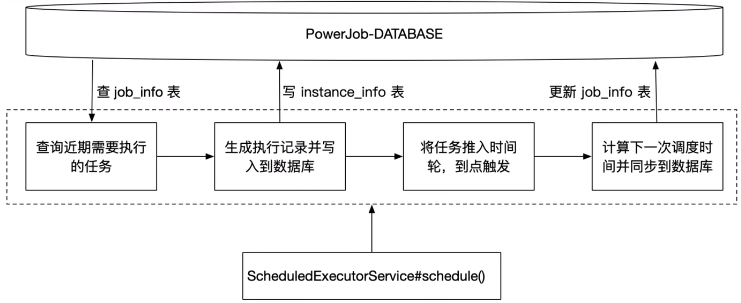 PowerJob-DATABASE
查 job_info 表
写 instance_info 表
更新 job_info 表
查询近期需要执行
的任务
生成执行记录并写
入到数据库
将任务推入时间
轮，到点触发
计算下一次调度时
间并同步到数据库
ScheduledExecutorService#schedule()